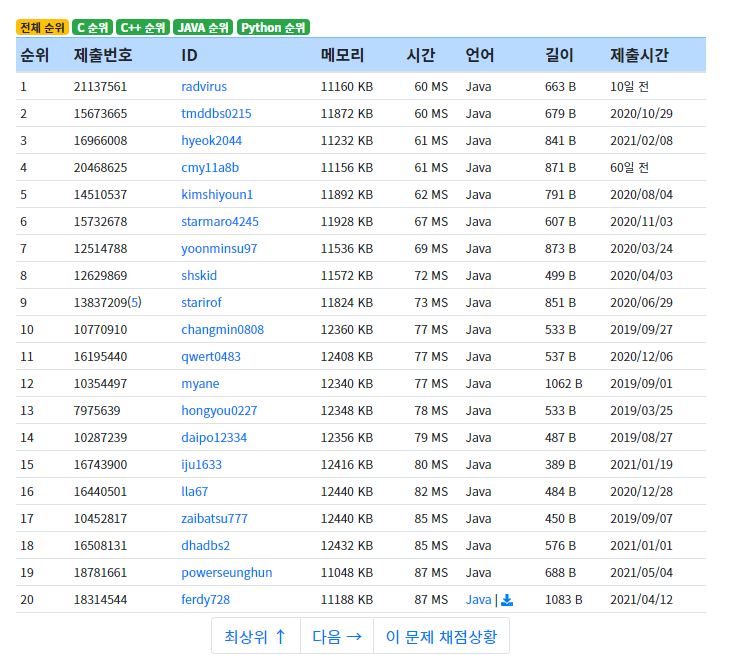 전체 순위 C 순위 C++ 순위 JAVA 순위 Python 순위
순위 제출번호 ID 메모리 시간 언어 길이 제출시간
1 21137561 radvirus 11160 KB 60 MS Java 663 B 10일 전
2 15673665 tmddbs0215 11872 KB 60 MS Java 679 B 2020/10/29
3 16966008 hyeok2044 11232 KB 61 MS Java 841 B 2021/02/08
4 20468625 cmy11a8b 11156 KB 61 MS Java 871 B 60일 전
5 14510537 kimshiyoun1 11892 KB 62 MS Java 791 B 2020/08/04
6 15732678 starmaro4245 11928 KB 67 MS Java 607 B 2020/11/03
7 12514788 yoonminsu97 11536 KB 69 MS Java 873 B 2020/03/24
8 12629869 shskid 11572 KB 72 MS Java 499 B 2020/04/03
9 13837209(5) starirof 11824 KB 73 MS Java 851 B 2020/06/29
10 10770910 changmin0808 12360 KB 77 MS Java 533 B 2019/09/27
11 16195440 qwert0483 12408 KB 77 MS Java 537 B 2020/12/06
12 10354497 myane 12340 KB 77 MS Java 1062 B 2019/09/01
13 7975639 hongyou0227 12348 KB 78 MS Java 533 B 2019/03/25
14 10287239 daipo12334 12356 KB 79 MS Java 487 B 2019/08/27
15 16743900 iju1633 12416 KB 80 MS Java 389 B 2021/01/19
16 16440501 lla67 12440 KB 82 MS Java 484 B 2020/12/28
17 10452817 zaibatsu777 12440 KB 85 MS Java 450 B 2019/09/07
18 16508131 dhadbs2 12432 KB 85 MS Java 576 B 2021/01/01
19 18781661 powerseunghun 11048 KB 87 MS Java 688 B 2021/05/04
20 18314544 ferdy728 11188 KB 87 MS Java | 1083 B 2021/04/12
최상위 ↑ 다음 → 이 문제 채점상황